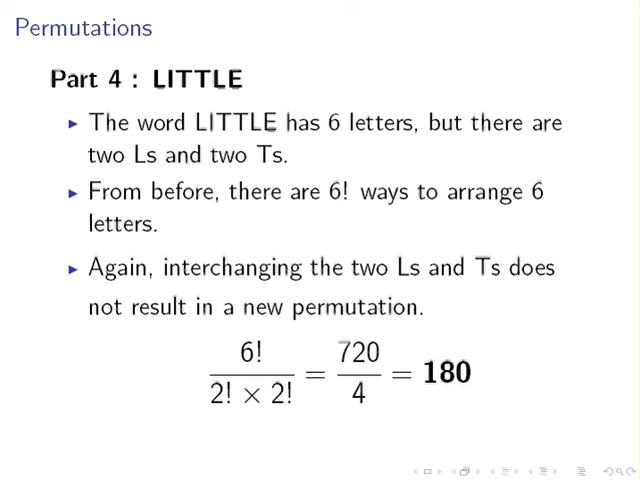 Permutations
Part 4 : LITTLE
The word LITTLE has 6 letters, but there are
two Ls and two Ts.
From before, there are 6! ways to arrange 6
letters.
Again, interchanging the two Ls and Ts does
not result in a new permutation.
6! / 2! × 2! = 720 / 4 = 180